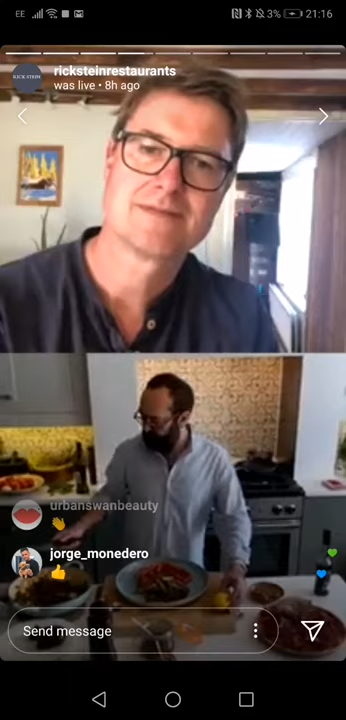 EE
3%
21:16
RICK STEIN
ricksteinrestaurants
was live • 8h ago
urbanswanbeauty
👋
jorge_monedero
👍
Send message